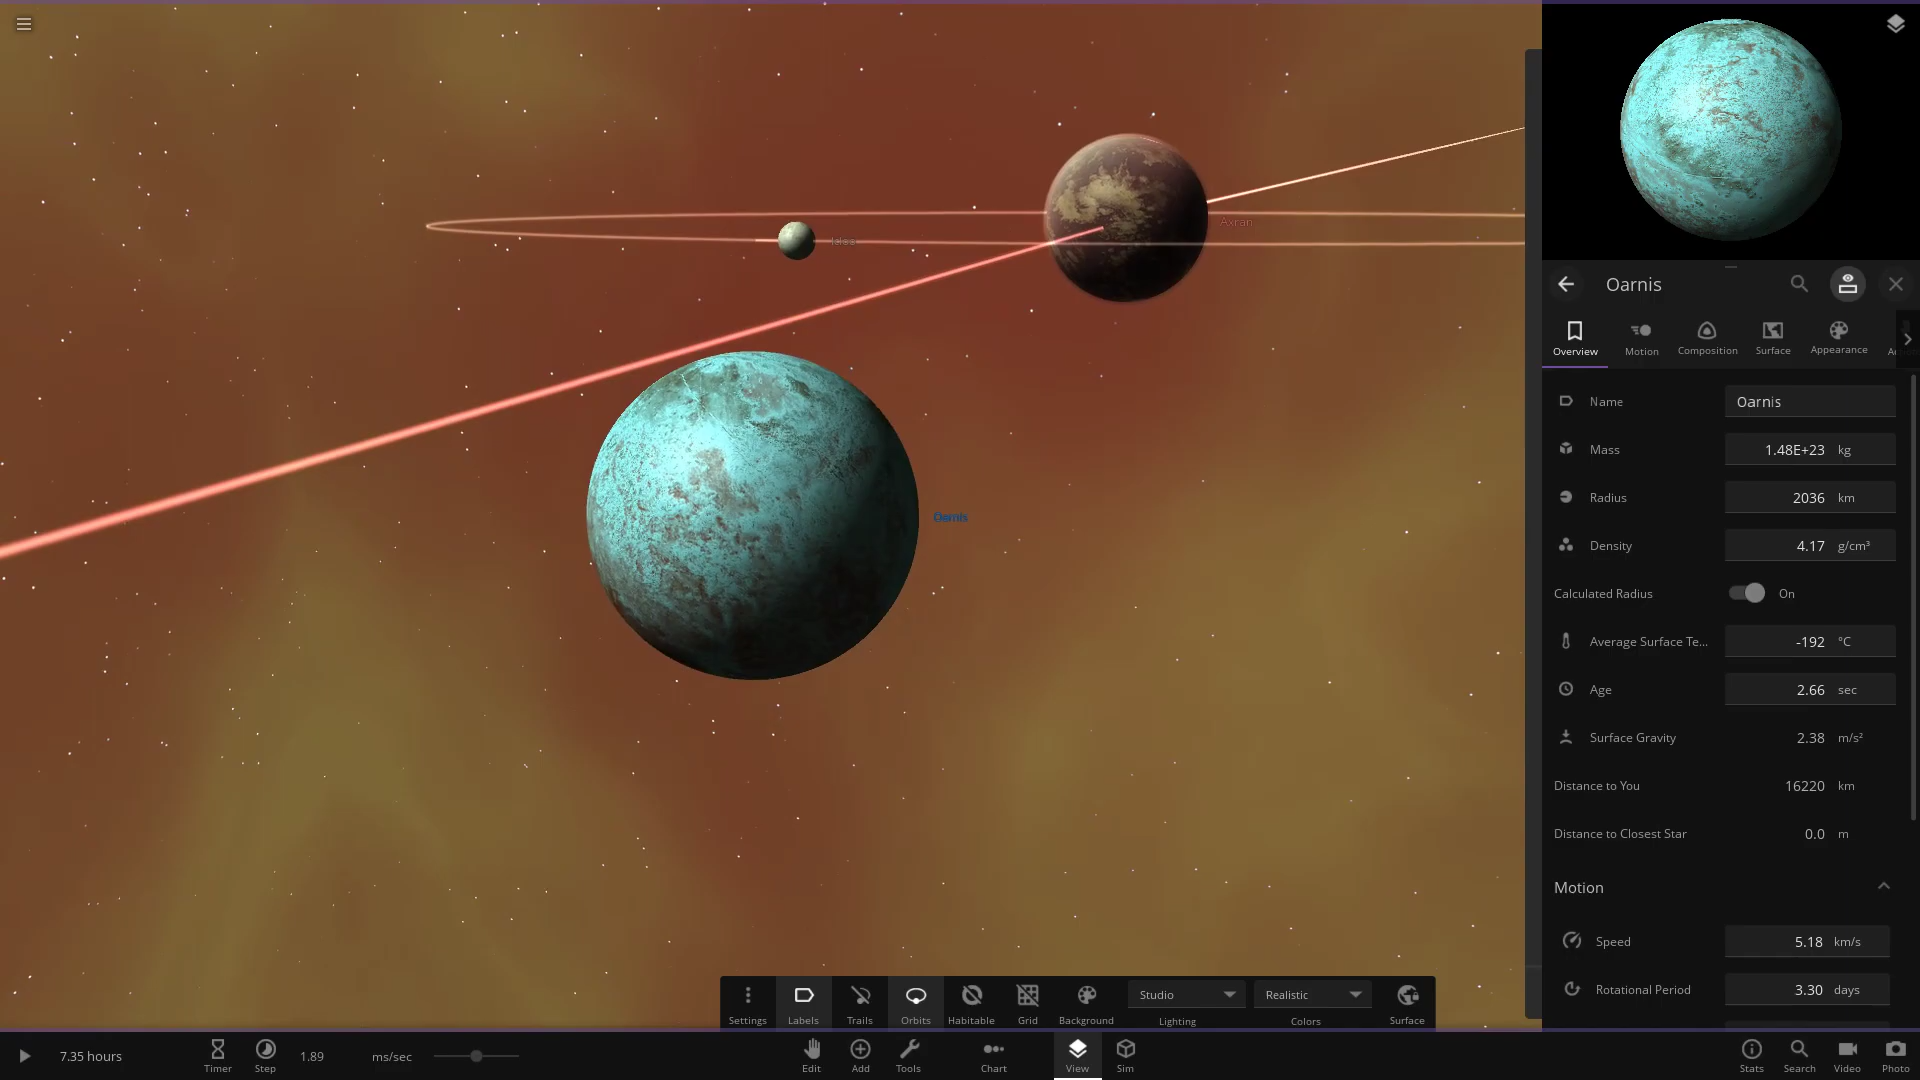 Axran
Idoo
Oarnis
Oarnis
Overview
Motion
Composition
Surface
Appearance
Name
Oarnis
Mass
1.48E+23 kg
Radius
2036 km
Density
4.17 g/cm³
Calculated Radius
On
Average Surface Te...
-192 °C
Age
2.66 sec
Surface Gravity
2.38 m/s²
Distance to You
16220 km
Distance to Closest Star
0.0 m
Motion
Speed
5.18 km/s
Rotational Period
3.30 days
Settings
Labels
Trails
Orbits
Habitable
Grid
Background
Studio
Lighting
Realistic
Colors
Surface
7.35 hours
Timer
Step
1.89 ms/sec
Edit
Add
Tools
Chart
View
Sim
Stats
Search
Video
Photo